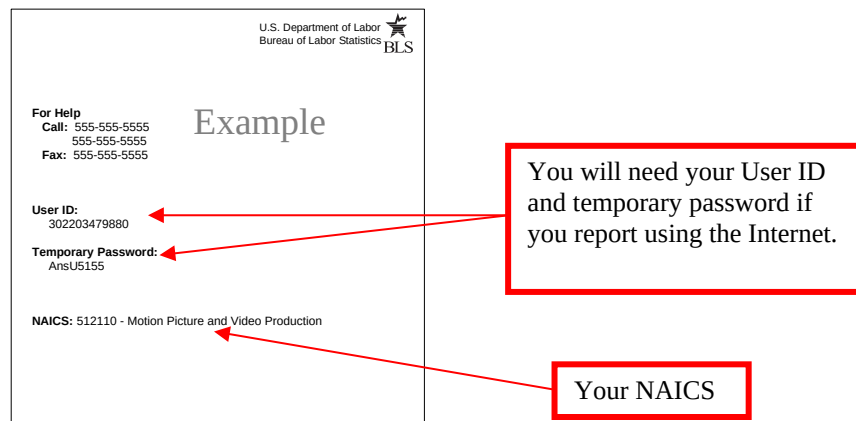 U.S. Department of Labor
Bureau of Labor Statistics
BLS
For Help
Call: 555-555-5555
555-555-5555
Fax: 555-555-5555
Example
User ID:
302203479880
Temporary Password:
AnsU5155
NAICS: 512110 - Motion Picture and Video Production
You will need your User ID
and temporary password if
you report using the Internet.
Your NAICS